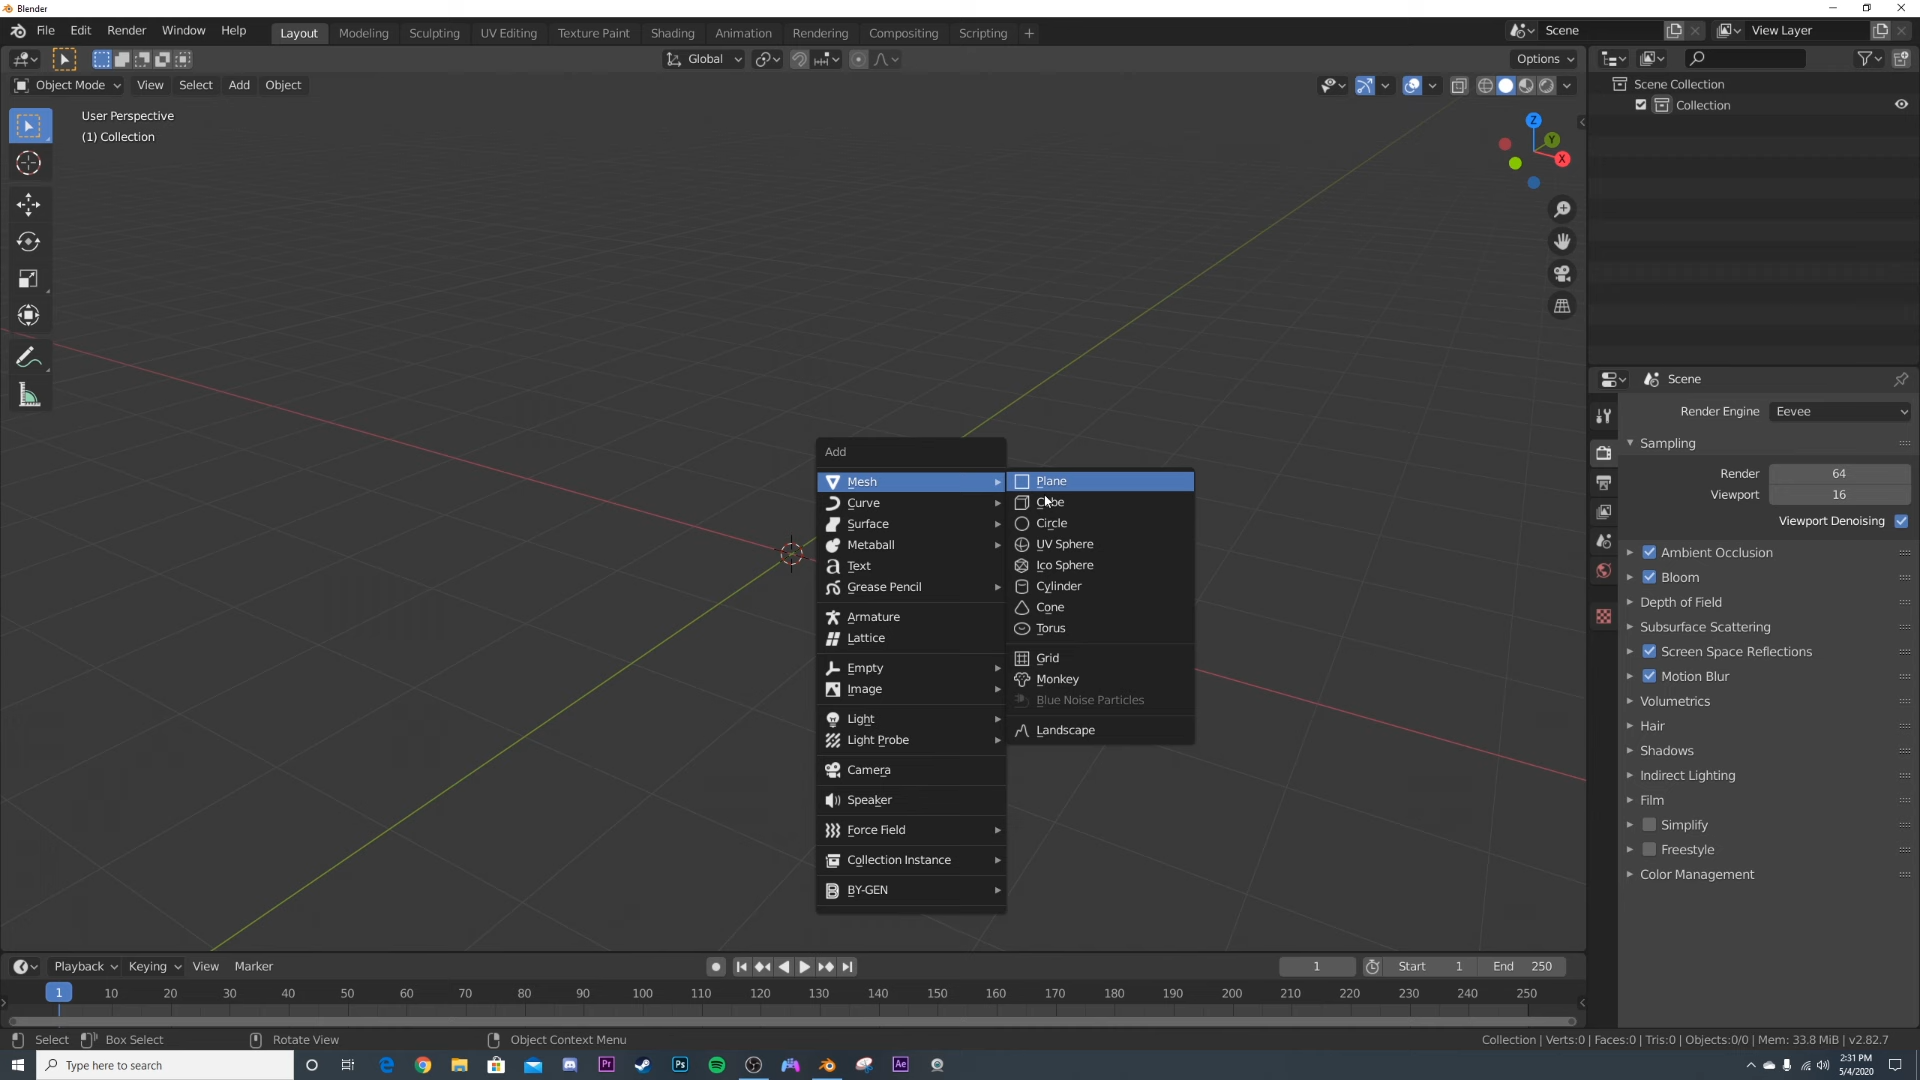 Blender
File Edit Render Window Help Layout Modeling Sculpting UV Editing Texture Paint Shading Animation Rendering Compositing Scripting +
Scene View Layer
Global Options
Object Mode View Select Add Object
User Perspective
(1) Collection
Z
Y
X
Scene Collection
Collection
Scene
Render Engine Eevee
Sampling
Render 64
Viewport 16
Viewport Denoising
Ambient Occlusion
Bloom
Depth of Field
Subsurface Scattering
Screen Space Reflections
Motion Blur
Volumetrics
Hair
Shadows
Indirect Lighting
Film
Simplify
Freestyle
Color Management
Add
Mesh
Curve
Surface
Metaball
Text
Grease Pencil
Armature
Lattice
Empty
Image
Light
Light Probe
Camera
Speaker
Force Field
Collection Instance
BY-GEN
Plane
Cube
Circle
UV Sphere
Ico Sphere
Cylinder
Cone
Torus
Grid
Monkey
Blue Noise Particles
Landscape
Playback Keying View Marker 1 Start 1 End 250
1 10 20 30 40 50 60 70 80 90 100 110 120 130 140 150 160 170 180 190 200 210 220 230 240 250
Select Box Select Rotate View Object Context Menu Collection | Verts:0 | Faces:0 | Tris:0 | Objects:0/0 | Mem: 33.8 MiB | v2.82.7
Type here to search Pr Ps Ae
2:31 PM
5/4/2020